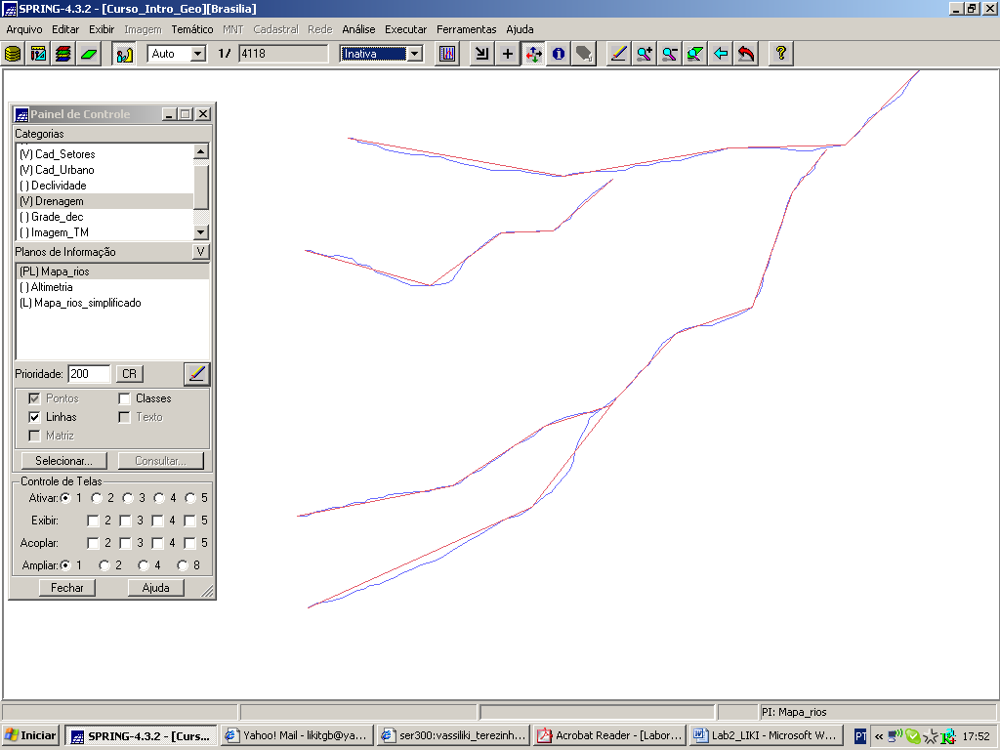 SPRING-4.3.2 - [Curso_Intro_Geo][Brasilia]
Arquivo Editar Exibir Imagem Temático MNT Cadastral Rede Análise Executar Ferramentas Ajuda
Auto 1/ 4118 Inativa
Painel de Controle
Categorias
(V) Cad_Setores
(V) Cad_Urbano
( ) Declividade
(V) Drenagem
( ) Grade_dec
( ) Imagem_TM
Planos de Informação V
(PL) Mapa_rios
( ) Altimetria
(L) Mapa_rios_simplificado
Prioridade: 200 CR
Pontos Classes
Linhas Texto
Matriz
Selecionar... Consultar...
Controle de Telas
Ativar: 1 2 3 4 5
Exibir: 2 3 4 5
Acoplar: 2 3 4 5
Ampliar: 1 2 4 8
Fechar Ajuda
PI: Mapa_rios
Iniciar SPRING-4.3.2 - [Curs... Yahoo! Mail - likitgb@ya... ser300:vassiliki_terezinh... Acrobat Reader - [Labor... Lab2_LIKI - Microsoft W... PT « 17:52